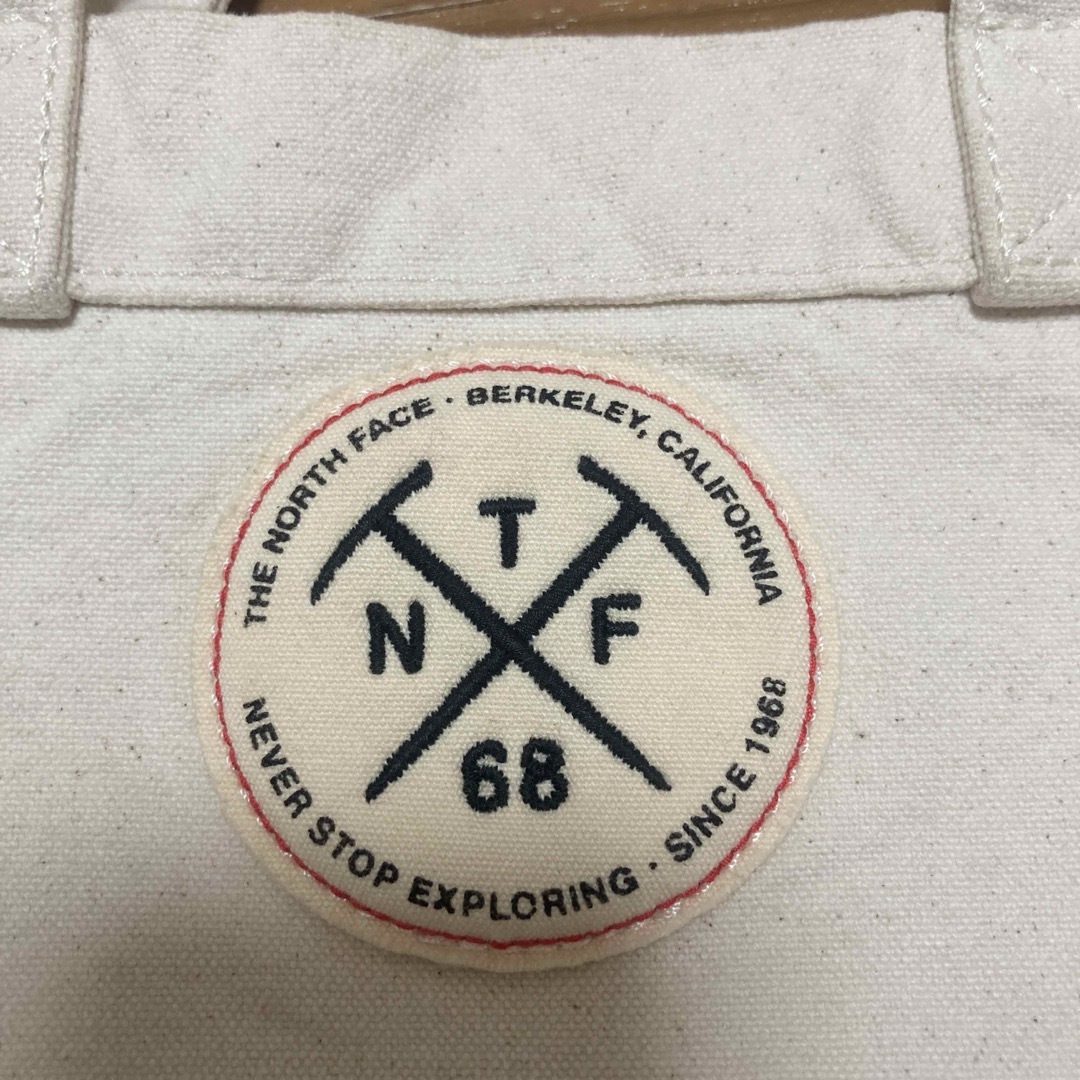 THE NORTH FACE · BERKELEY, CALIFORNIA
T
N F
68
NEVER STOP EXPLORING · SINCE 1968